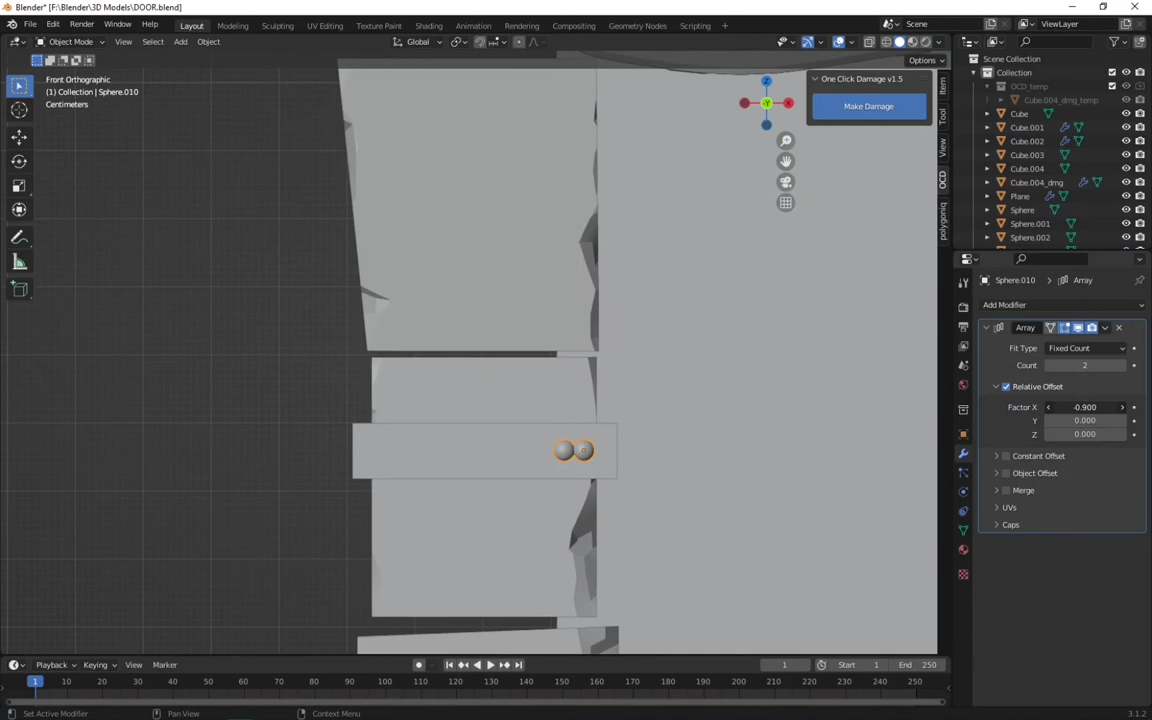 Blender* [F:\Blender\3D Models\DOOR.blend]
File Edit Render Window Help Layout Modeling Sculpting UV Editing Texture Paint Shading Animation Rendering Compositing Geometry Nodes Scripting + Scene ViewLayer
Object Mode View Select Add Object Global
Options
Front Orthographic
(1) Collection | Sphere.010
Centimeters
One Click Damage v1.5
Make Damage
Z
X
-Y
Item
Tool
View
OCD
polygoniq
Scene Collection
Collection
OCD_temp
Cube.004_dmg_temp
Cube
Cube.001
Cube.002
Cube.003
Cube.004
Cube.004_dmg
Plane
Sphere
Sphere.001
Sphere.002
Sphere.010 > Array
Add Modifier
Array
Fit Type Fixed Count
Count 2
Relative Offset
Factor X -0.900
Y 0.000
Z 0.000
Constant Offset
Object Offset
Merge
UVs
Caps
Playback Keying View Marker 1 Start 1 End 250
1 10 20 30 40 50 60 70 80 90 100 110 120 130 140 150 160 170 180 190 200 210 220 230 240 250
Set Active Modifier Pan View Context Menu 3.1.2